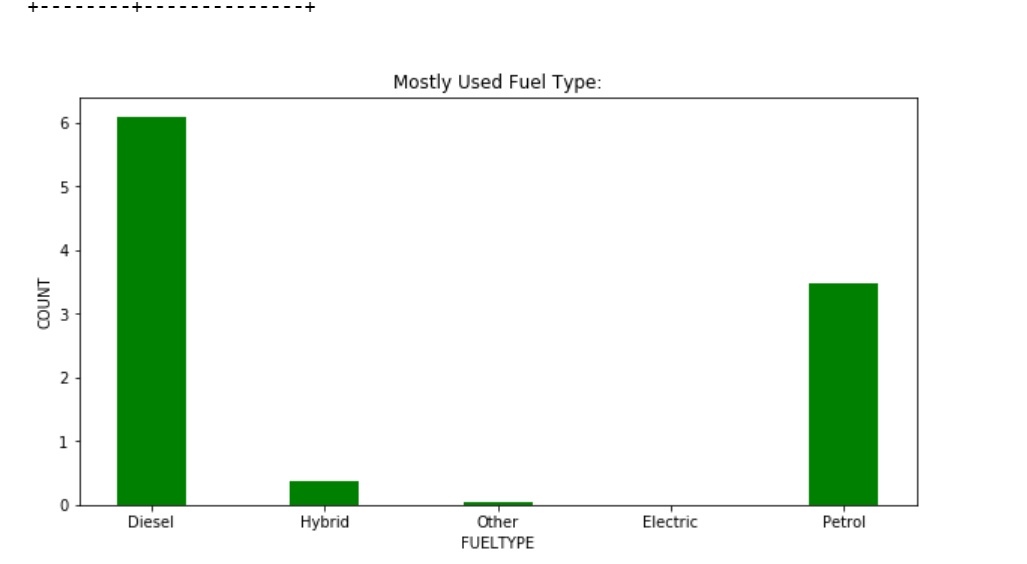 +--------+--------------+
Mostly Used Fuel Type:
6
5
4
3
2
1
0
COUNT
Diesel Hybrid Other Electric Petrol
FUELTYPE